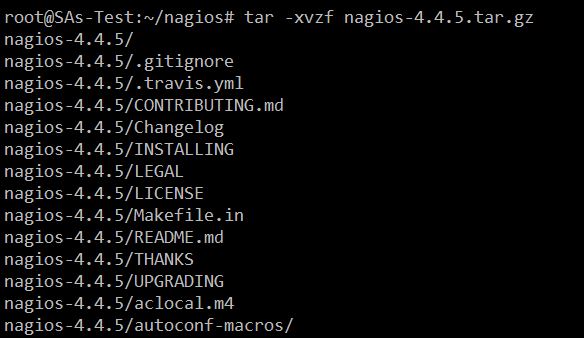 root@SAs-Test:~/nagios# tar -xvzf nagios-4.4.5.tar.gz
nagios-4.4.5/
nagios-4.4.5/.gitignore
nagios-4.4.5/.travis.yml
nagios-4.4.5/CONTRIBUTING.md
nagios-4.4.5/Changelog
nagios-4.4.5/INSTALLING
nagios-4.4.5/LEGAL
nagios-4.4.5/LICENSE
nagios-4.4.5/Makefile.in
nagios-4.4.5/README.md
nagios-4.4.5/THANKS
nagios-4.4.5/UPGRADING
nagios-4.4.5/aclocal.m4
nagios-4.4.5/autoconf-macros/